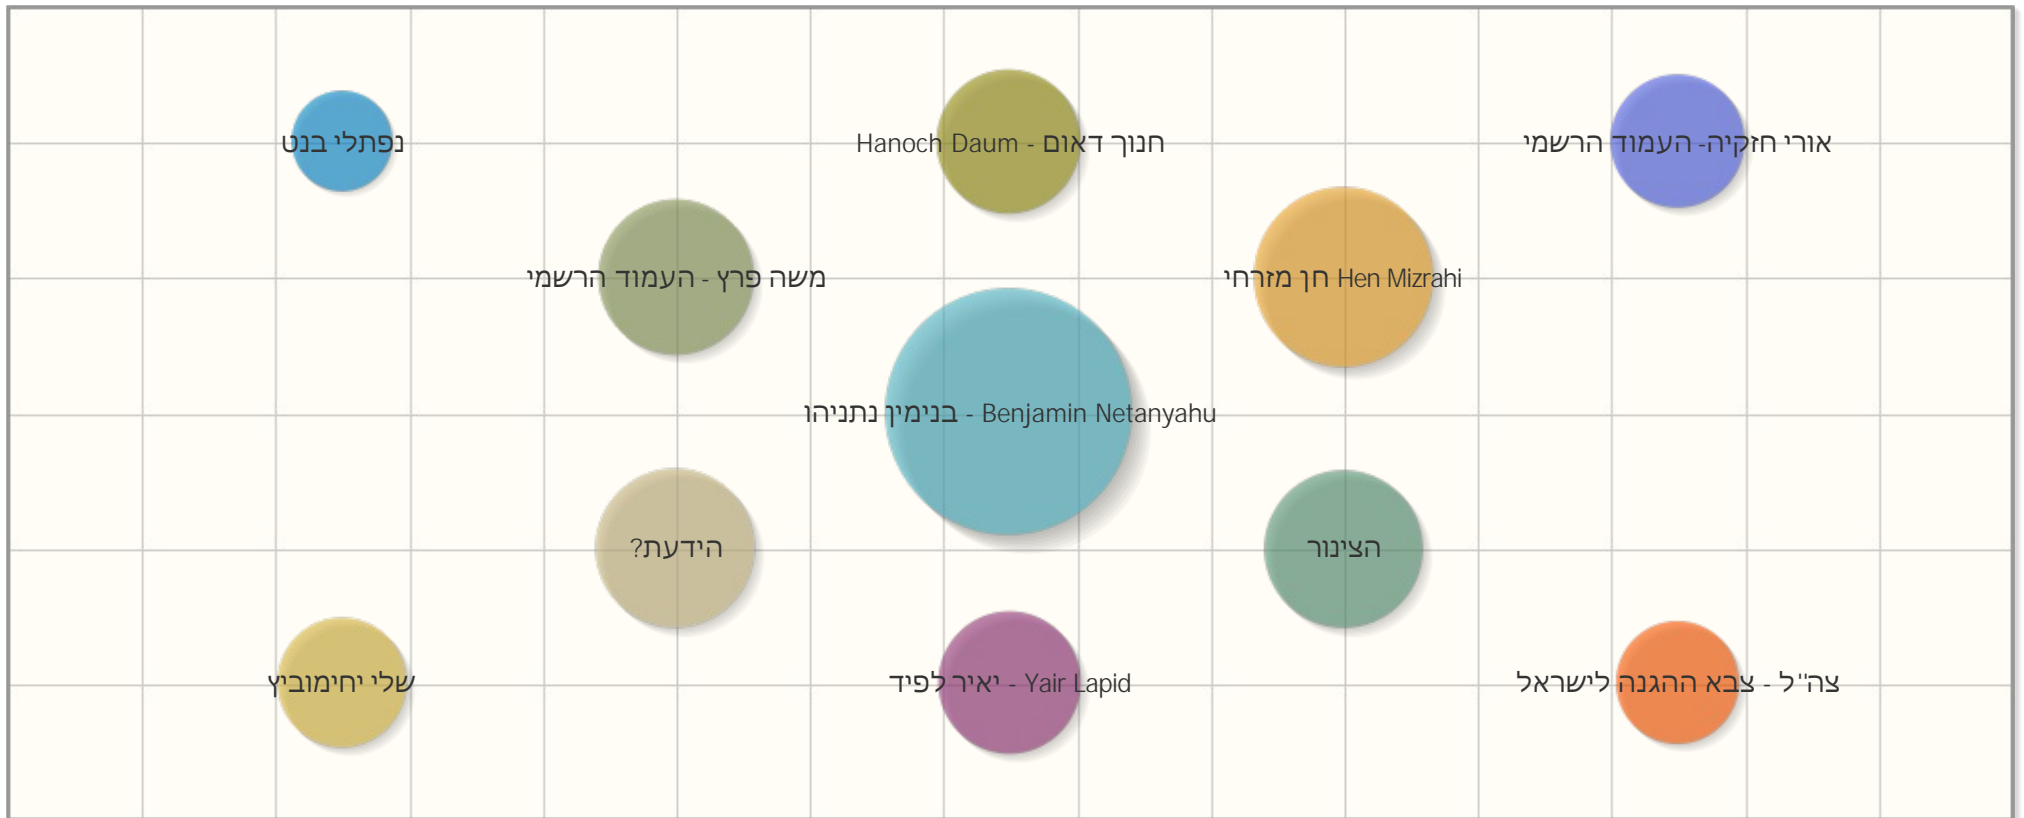 נפתלי בנט
חנוך דאום - Hanoch Daum
אורי חזקיה- העמוד הרשמי
משה פרץ - העמוד הרשמי
חן מזרחי Hen Mizrahi
בנימין נתניהו - Benjamin Netanyahu
הידעת?
הצינור
שלי יחימוביץ
יאיר לפיד - Yair Lapid
צה"ל - צבא ההגנה לישראל